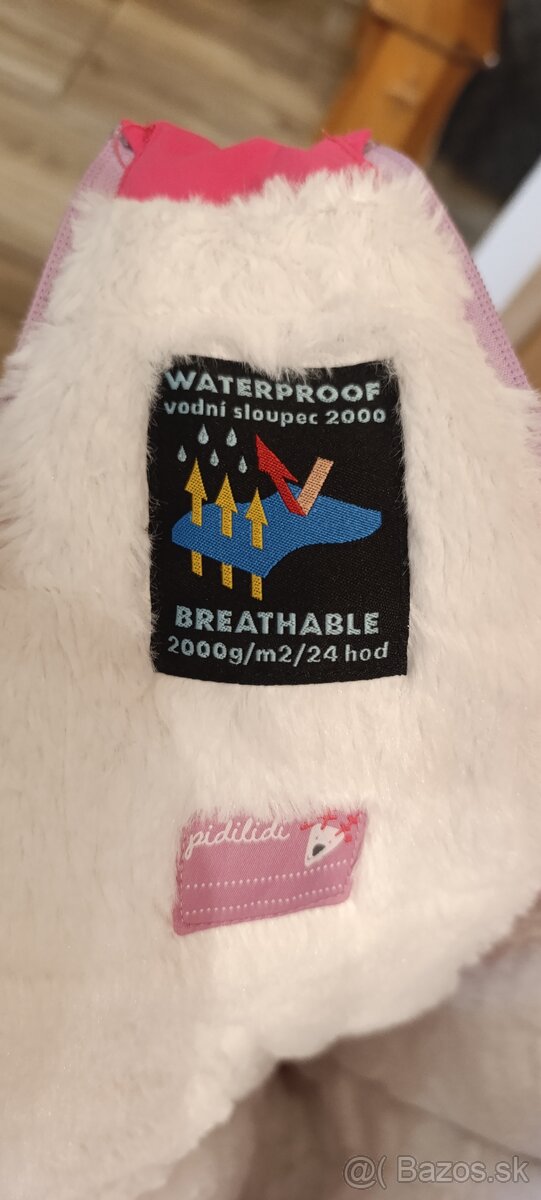 WATERPROOF
vodní sloupec 2000
BREATHABLE
2000g/m2/24 hod
pidilidi
@( Bazos.sk